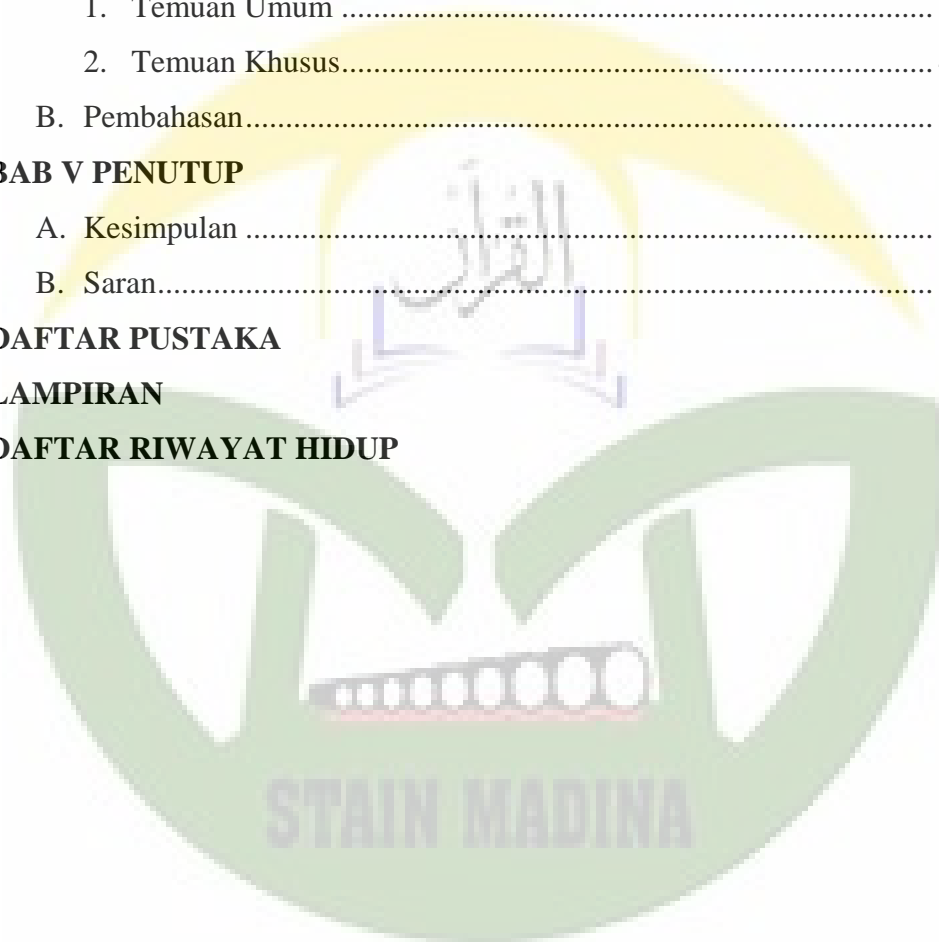 1. Temuan Umum ..........................................................................
2. Temuan Khusus..........................................................................
B. Pembahasan......................................................................................
BAB V PENUTUP
A. Kesimpulan ......................................................................................
القرآن
B. Saran.................................................................................................
DAFTAR PUSTAKA
LAMPIRAN
DAFTAR RIWAYAT HIDUP
STAIN MADINA